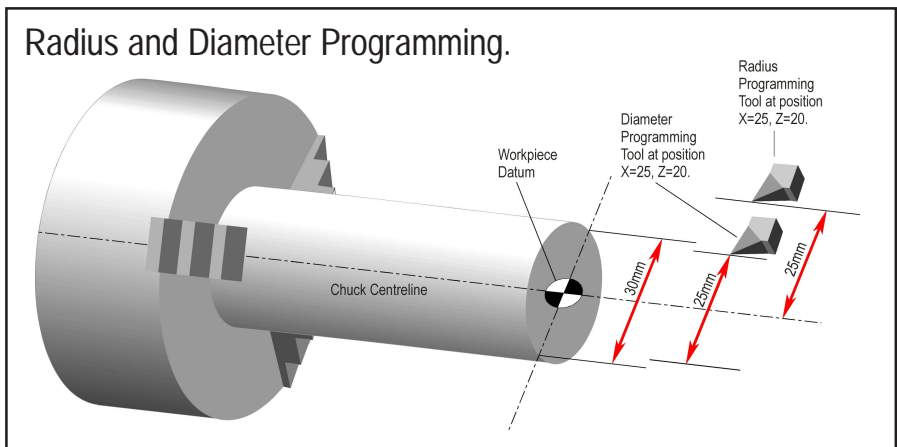 Radius and Diameter Programming.
Radius
Programming
Tool at position
X=25, Z=20.
Diameter
Programming
Tool at position
X=25, Z=20.
Workpiece
Datum
Chuck Centreline
30mm
25mm
25mm